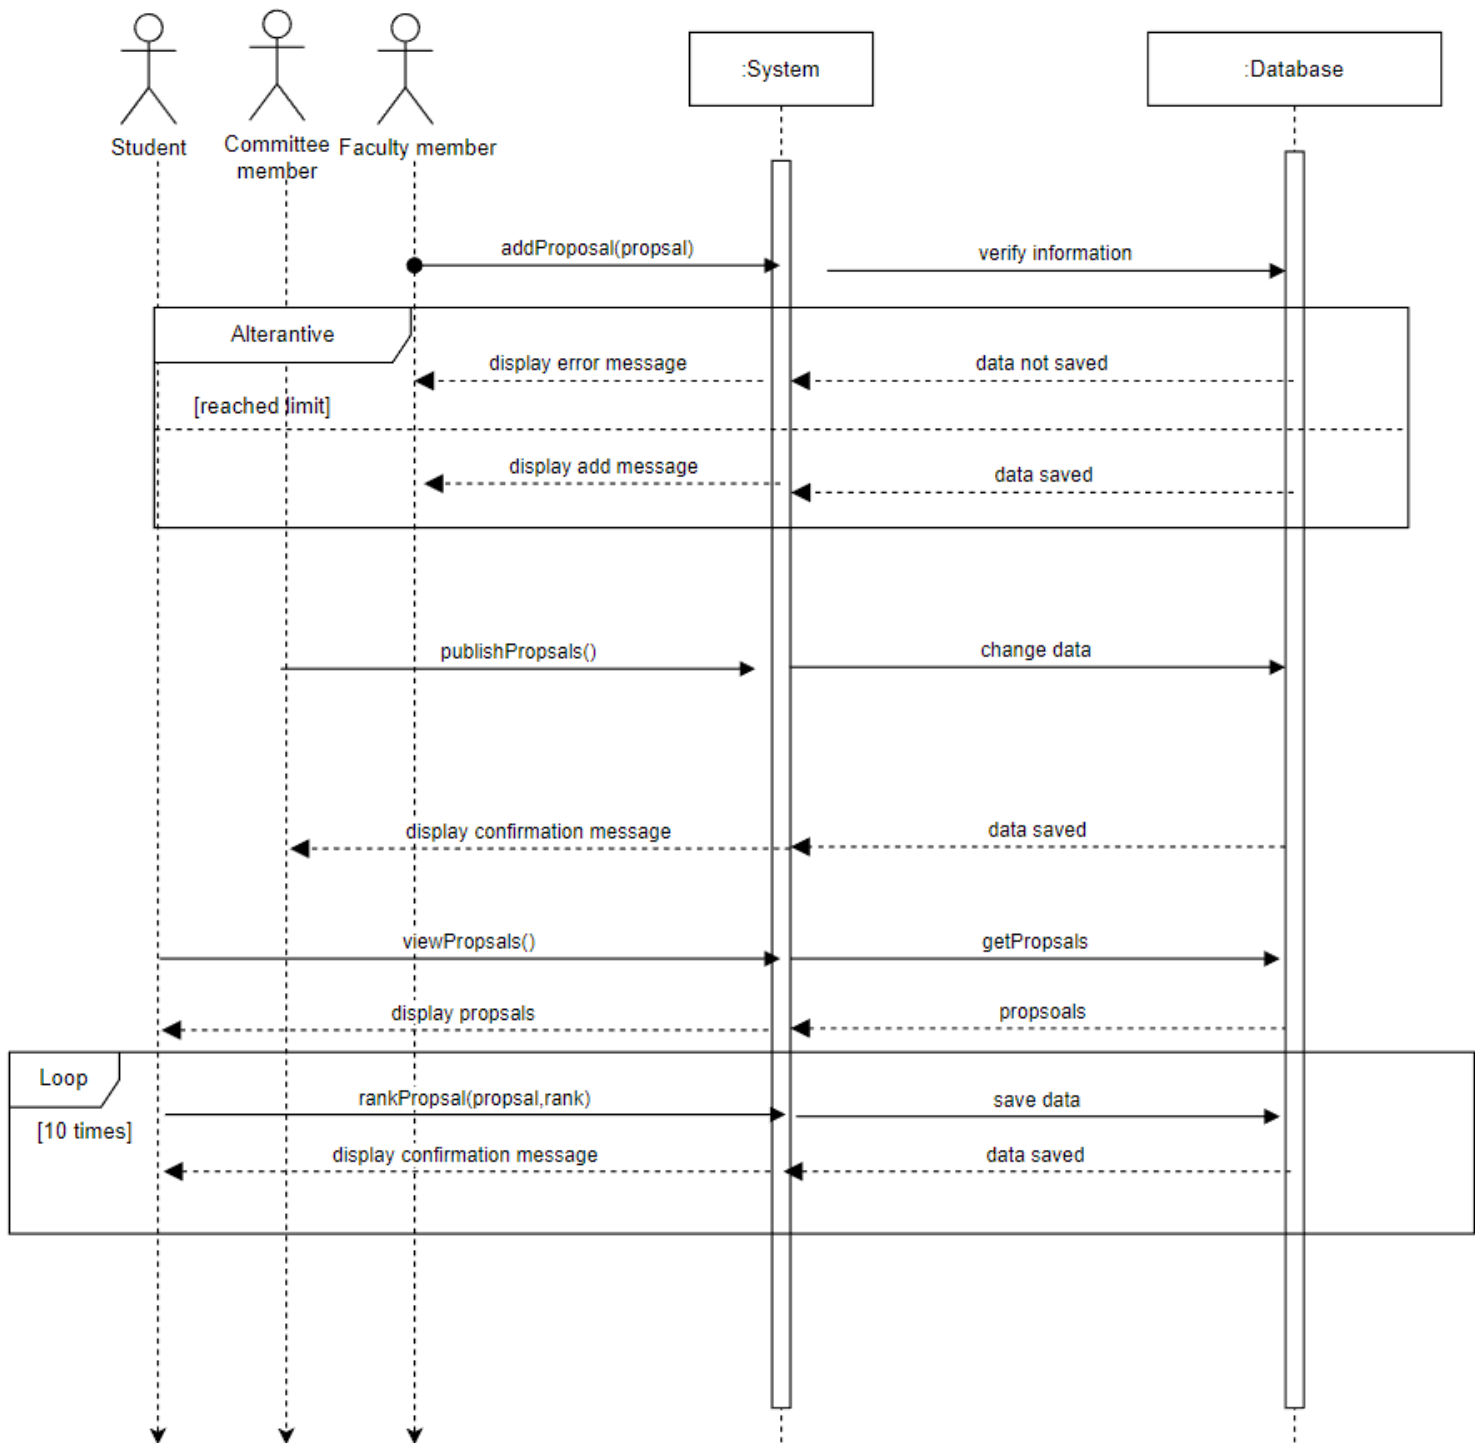 :System
:Database
Student
Committee
member
Faculty member
addProposal(propsal)
verify information
Alterantive
display error message
data not saved
[reached limit]
display add message
data saved
publishPropsals()
change data
display confirmation message
data saved
viewPropsals()
getPropsals
display propsals
propsoals
Loop
rankPropsal(propsal,rank)
save data
[10 times]
display confirmation message
data saved